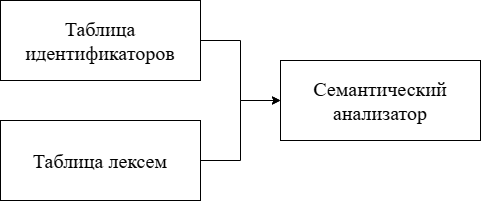 Таблица
идентификаторов
Семантический
анализатор
Таблица лексем